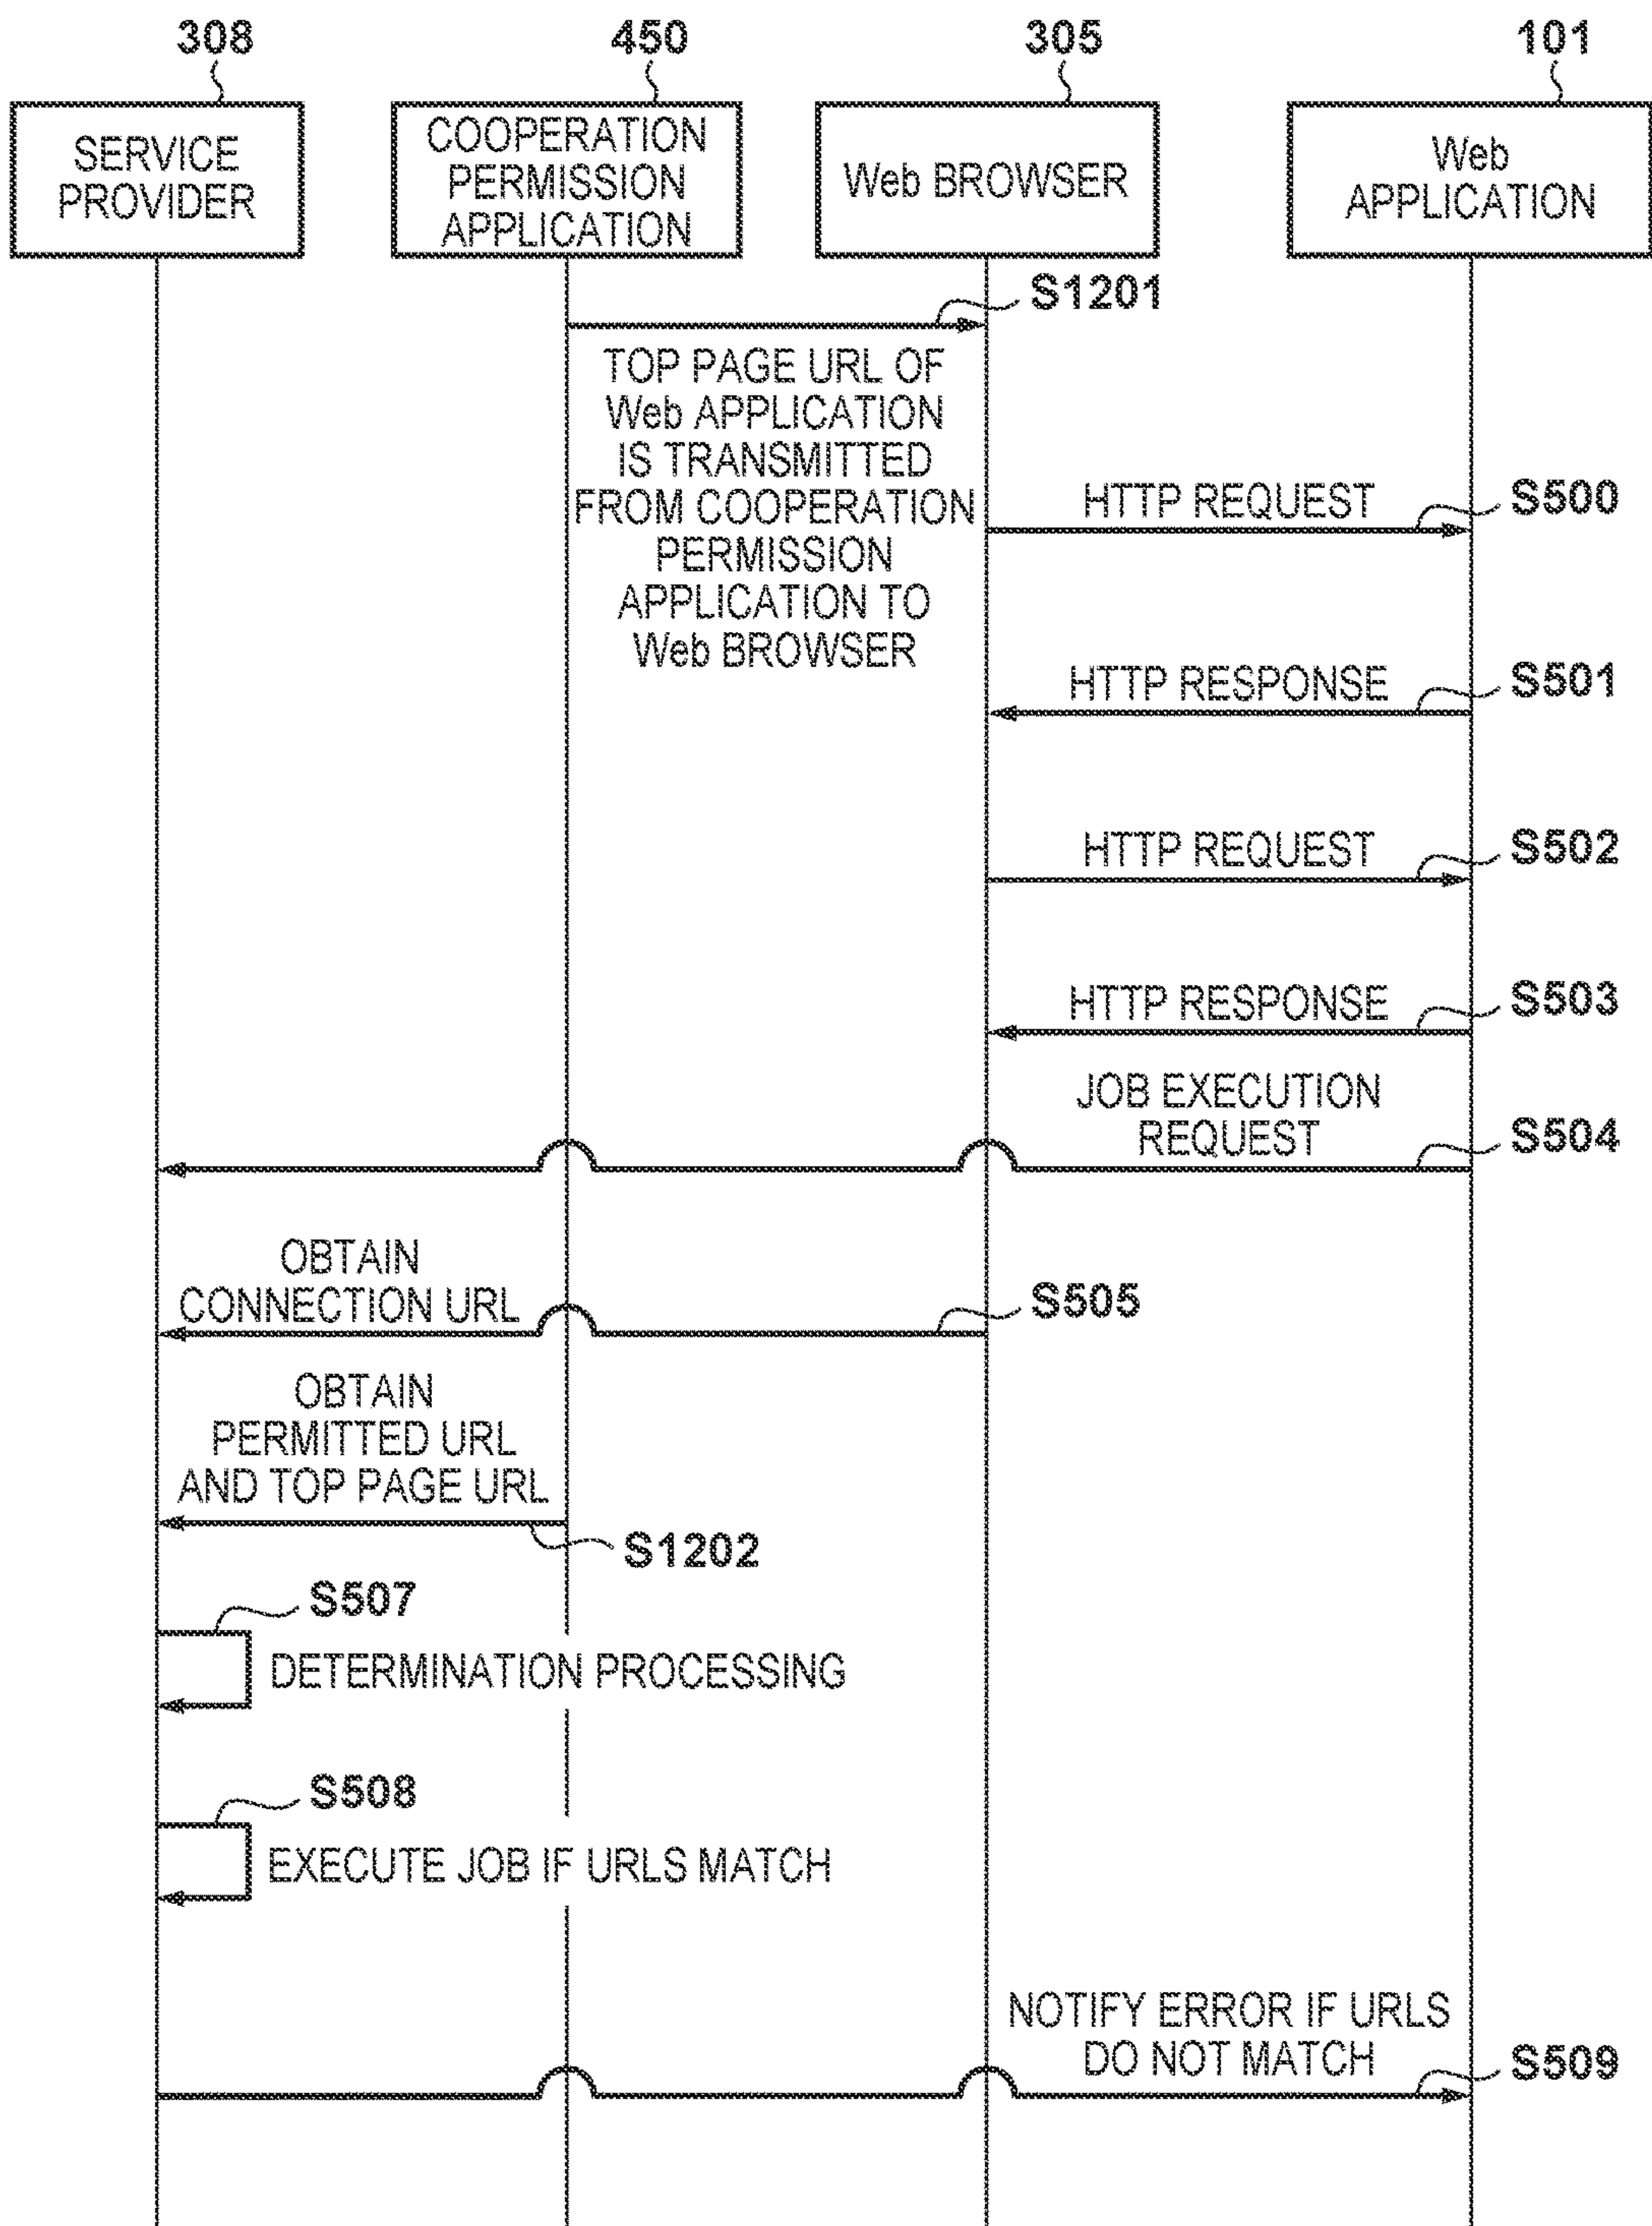 308
450
305
101
SERVICE
PROVIDER
COOPERATION
PERMISSION
APPLICATION
Web BROWSER
Web
APPLICATION
S1201
TOP PAGE URL OF
Web APPLICATION
IS TRANSMITTED
FROM COOPERATION
PERMISSION
APPLICATION TO
Web BROWSER
HTTP REQUEST
S500
HTTP RESPONSE
S501
HTTP REQUEST
S502
HTTP RESPONSE
S503
JOB EXECUTION
REQUEST
S504
OBTAIN
CONNECTION URL
S505
OBTAIN
PERMITTED URL
AND TOP PAGE URL
S1202
S507
DETERMINATION PROCESSING
S508
EXECUTE JOB IF URLS MATCH
NOTIFY ERROR IF URLS
DO NOT MATCH
S509